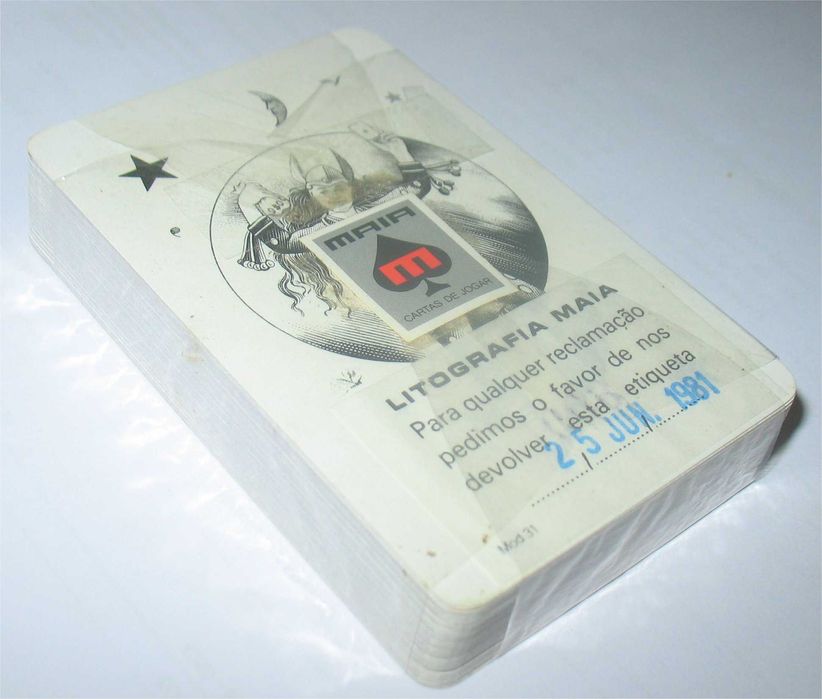 MAIA
M
CARTAS DE JOGAR
LITOGRAFIA MAIA
Para qualquer reclamação
pedimos o favor de nos
devolver esta etiqueta
25 JUN. 1981
Mod 31